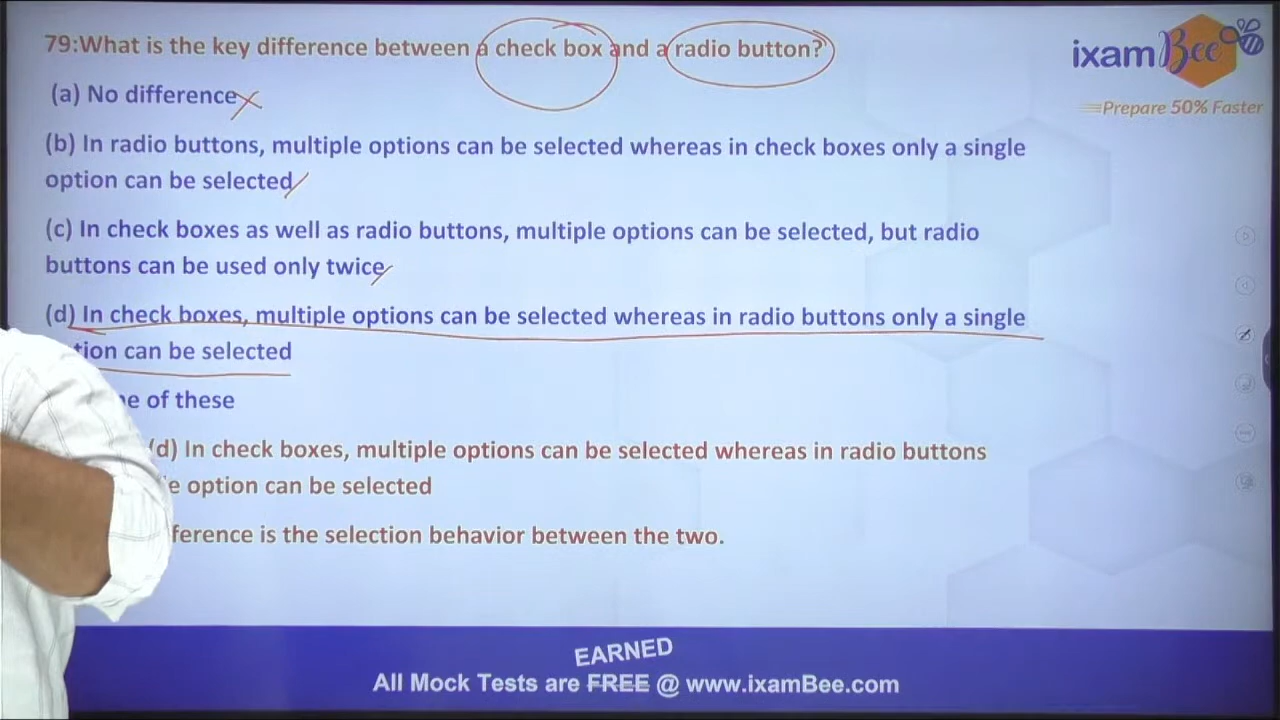 79:What is the key difference between a check box and a radio button?
(a) No difference
(b) In radio buttons, multiple options can be selected whereas in check boxes only a single
option can be selected
(c) In check boxes as well as radio buttons, multiple options can be selected, but radio
buttons can be used only twice
(d) In check boxes, multiple options can be selected whereas in radio buttons only a single
tion can be selected
of these
(d) In check boxes, multiple options can be selected whereas in radio buttons
option can be selected
ference is the selection behavior between the two.
ixamBee
Prepare 50% Faster
EARNED
All Mock Tests are FREE @ www.ixamBee.com